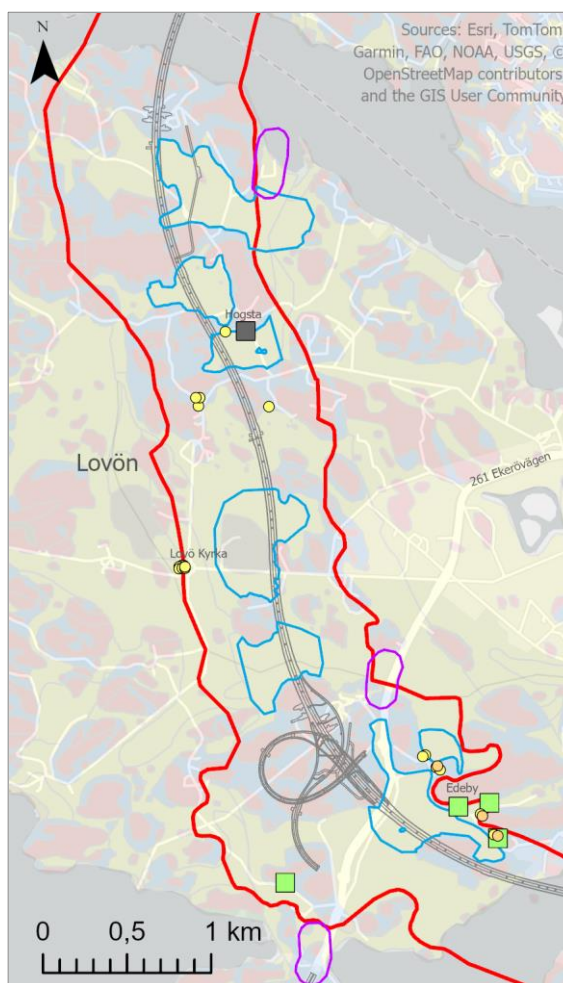 Sources: Esri, TomTom
Garmin, FAO, NOAA, USGS, ©
OpenStreetMap contributors
and the GIS User Community
N
Hogsta
Lovön
261 Ekerövägen
Lovö Kyrka
Edeby
0 0,5 1 km